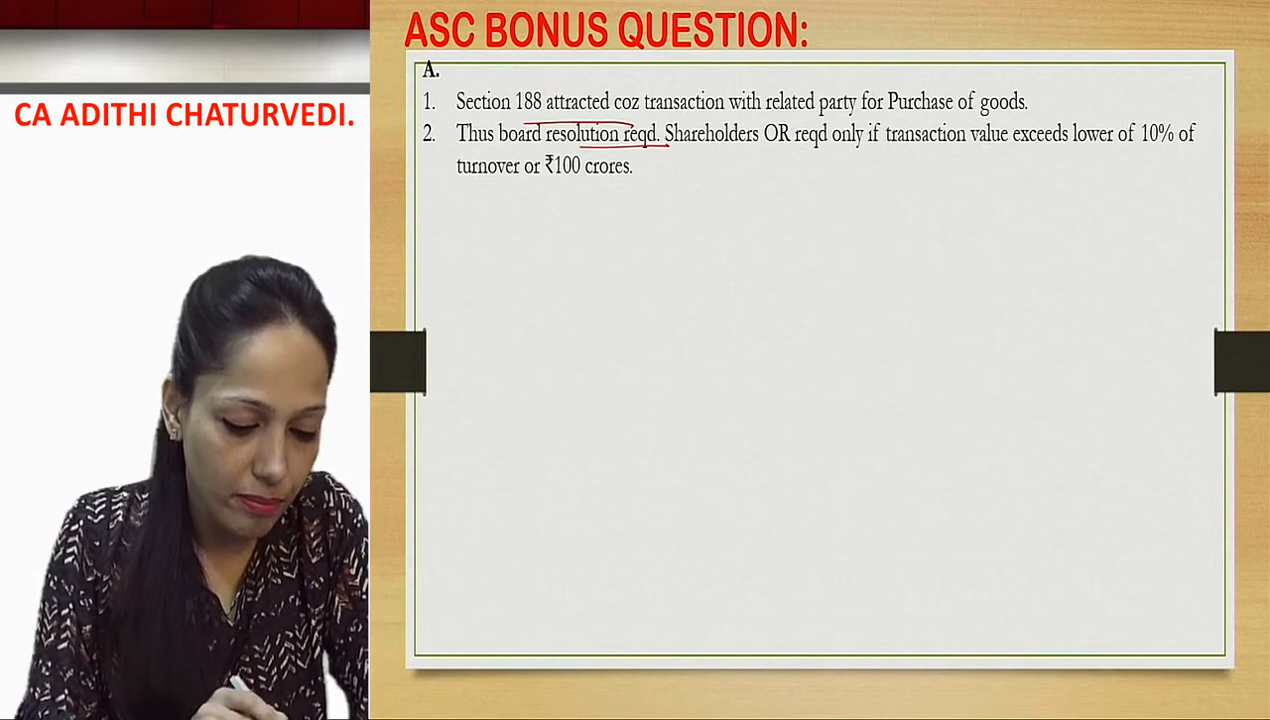 ASC BONUS QUESTION:
CA ADITHI CHATURVEDI.
A.
1. Section 188 attracted coz transaction with related party for Purchase of goods.
2. Thus board resolution reqd. Shareholders OR reqd only if transaction value exceeds lower of 10% of
turnover or ₹100 crores.